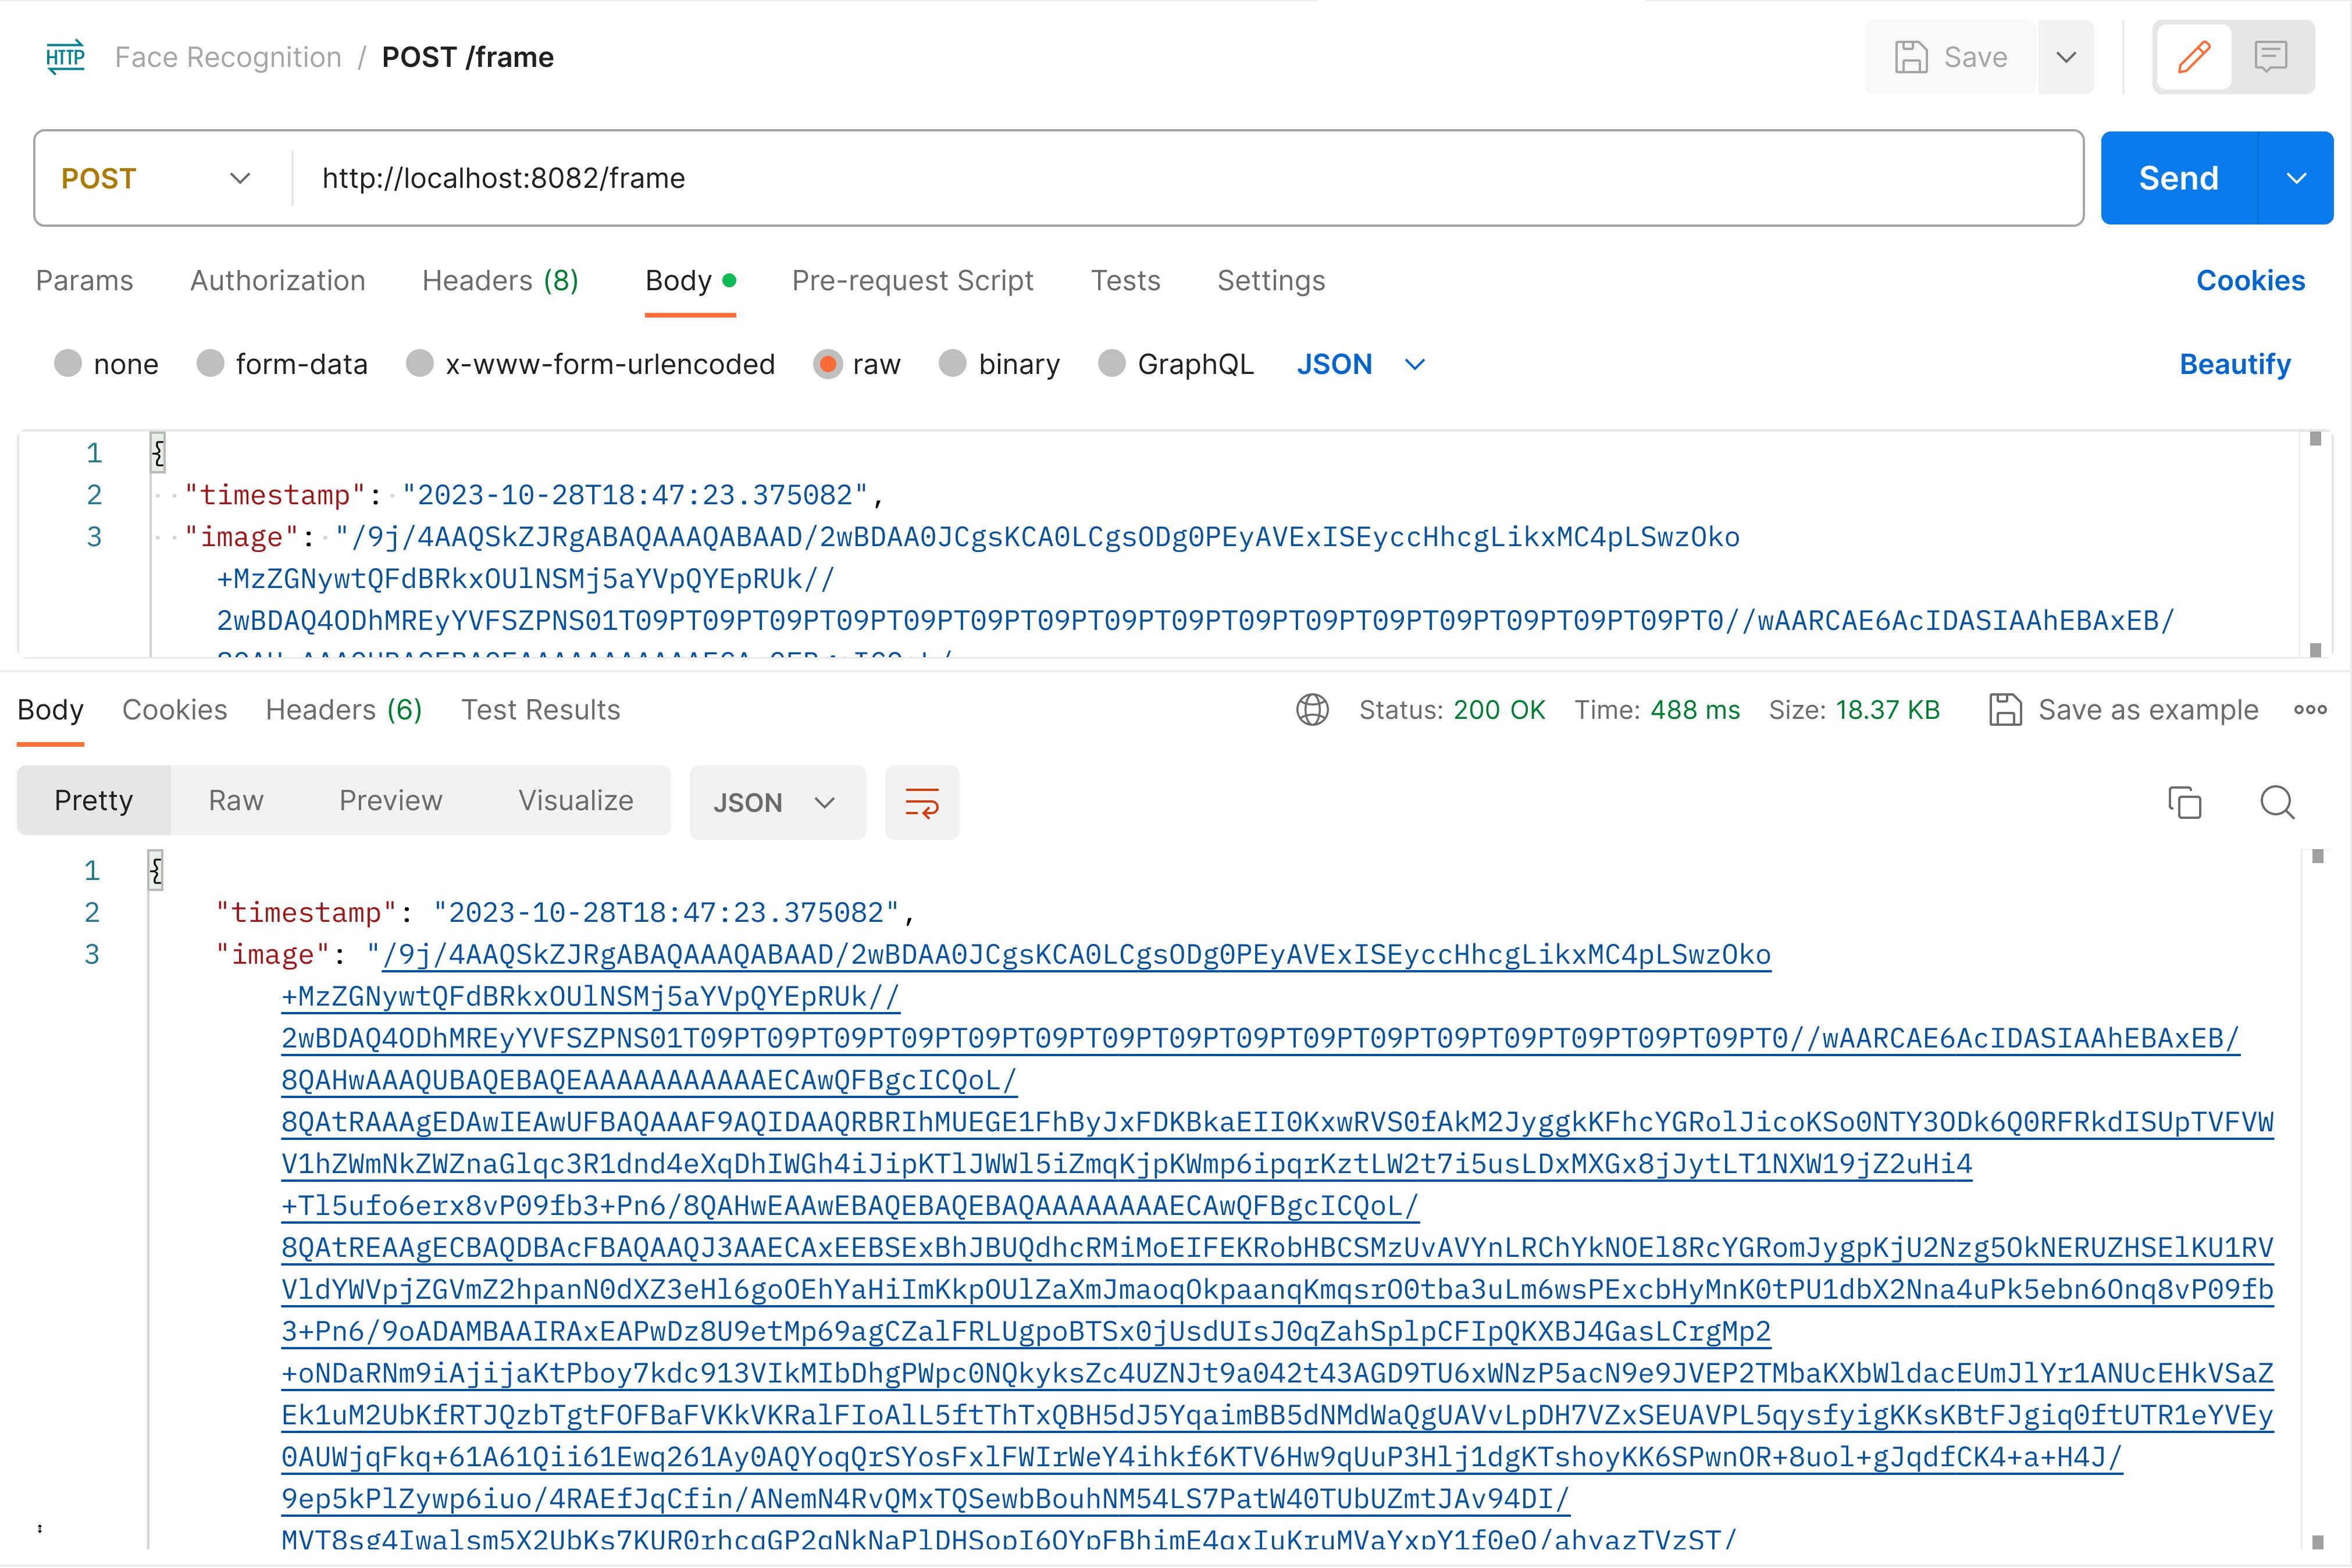 HTTP Face Recognition / POST /frame Save
POST http://localhost:8082/frame Send
Params Authorization Headers (8) Body Pre-request Script Tests Settings Cookies
none form-data x-www-form-urlencoded raw binary GraphQL JSON Beautify
1 {
2 "timestamp": "2023-10-28T18:47:23.375082",
3 "image": "/9j/4AAQSkZJRgABAQAAAQABAAD/2wBDAA0JCgsKCA0LCgsODg0PEyAVExISEyccHhcgLikxMC4pLSwzOko
+MzZGNywtQFdBRkxOUlNSMj5aYVpQYEpRUk//
2wBDAQ4ODhMREyYVFSZPNS01T09PT09PT09PT09PT09PT09PT09PT09PT09PT09PT09PT09PT09PT09PT0//wAARCAE6AcIDASIAAhEBAxEB/
Body Cookies Headers (6) Test Results Status: 200 OK Time: 488 ms Size: 18.37 KB Save as example
Pretty Raw Preview Visualize JSON
1 {
2 "timestamp": "2023-10-28T18:47:23.375082",
3 "image": "/9j/4AAQSkZJRgABAQAAAQABAAD/2wBDAA0JCgsKCA0LCgsODg0PEyAVExISEyccHhcgLikxMC4pLSwzOko
+MzZGNywtQFdBRkxOUlNSMj5aYVpQYEpRUk//
2wBDAQ4ODhMREyYVFSZPNS01T09PT09PT09PT09PT09PT09PT09PT09PT09PT09PT09PT09PT09PT09PT0//wAARCAE6AcIDASIAAhEBAxEB/
8QAHwAAAQUBAQEBAQEAAAAAAAAAAAECAwQFBgcICQoL/
8QAtRAAAgEDAwIEAwUFBAQAAAF9AQIDAAQRBRIhMUEGE1FhByJxFDKBkaEII0KxwRVS0fAkM2JyggkKFhcYGRolJicoKSo0NTY3ODk6Q0RFRkdISUpTVFVW
V1hZWmNkZWZnaGlqc3R1dnd4eXqDhIWGh4iJipKTlJWWl5iZmqKjpKWmp6ipqrKztLW2t7i5usLDxMXGx8jJytLT1NXW19jZ2uHi4
+Tl5ufo6erx8vP09fb3+Pn6/8QAHwEAAwEBAQEBAQEBAQAAAAAAAAECAwQFBgcICQoL/
8QAtREAAgECBAQDBAcFBAQAAQJ3AAECAxEEBSExBhJBUQdhcRMiMoEIFEKRobHBCSMzUvAVYnLRChYkNOEl8RcYGRomJygpKjU2Nzg5OkNERUZHSElKU1RV
VldYWVpjZGVmZ2hpanN0dXZ3eHl6goOEhYaHiImKkpOUlZaXmJmaoqOkpaanqKmqsrO0tba3uLm6wsPExcbHyMnK0tPU1dbX2Nna4uPk5ebn6Onq8vP09fb
3+Pn6/9oADAMBAAIRAxEAPwDz8U9etMp69agCZalFRLUgpoBTSx0jUsdUIsJ0qZahSplpCFIpQKXBJ4GasLCrgMp2
+oNDaRNm9iAjijaKtPboy7kdc913VIkMIbDhgPWpc0NQkyksZc4UZNJt9a042t43AGD9TU6xWNzP5acN9e9JVEP2TMbaKXbWldacEUmJlYr1ANUcEHkVSaZ
Ek1uM2UbKfRTJQzbTgtFOFBaFVKkVKRalFIoAlL5ftThTxQBH5dJ5YqaimBB5dNMdWaQgUAVvLpDH7VZxSEUAVPL5qysfyigKKsKBtFJgiq0ftUTR1eYVEy
0AUWjqFkq+61A61Qii61Ewq261Ay0AQYoqQrSYosFxlFWIrWeY4ihkf6KTV6Hw9qUuP3Hlj1dgKTshoyKK6SPwnOR+8uol+gJqdfCK4+a+H4J/
9ep5kPlZywp6iuo/4RAEfJqCfin/ANemN4RvQMxTQSewbBouhNM54LS7PatW40TUbUZmtJAv94DI/